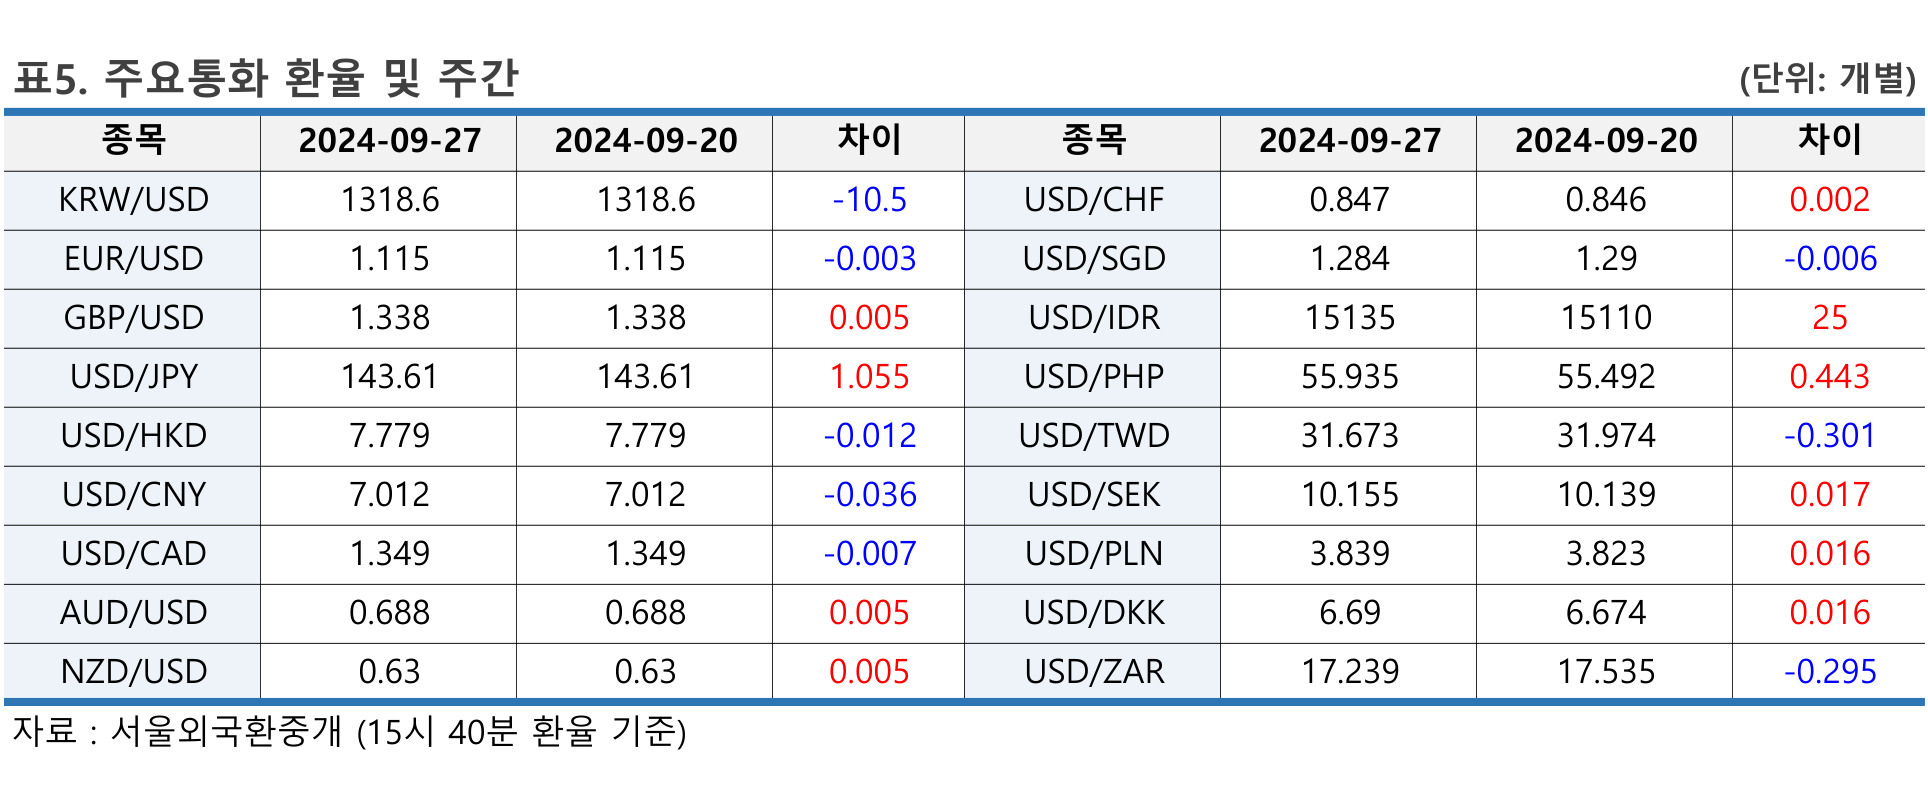 표5. 주요통화 환율 및 주간
(단위: 개별)
종목 2024-09-27 2024-09-20 차이 종목 2024-09-27 2024-09-20 차이
KRW/USD 1318.6 1318.6 -10.5 USD/CHF 0.847 0.846 0.002
EUR/USD 1.115 1.115 -0.003 USD/SGD 1.284 1.29 -0.006
GBP/USD 1.338 1.338 0.005 USD/IDR 15135 15110 25
USD/JPY 143.61 143.61 1.055 USD/PHP 55.935 55.492 0.443
USD/HKD 7.779 7.779 -0.012 USD/TWD 31.673 31.974 -0.301
USD/CNY 7.012 7.012 -0.036 USD/SEK 10.155 10.139 0.017
USD/CAD 1.349 1.349 -0.007 USD/PLN 3.839 3.823 0.016
AUD/USD 0.688 0.688 0.005 USD/DKK 6.69 6.674 0.016
NZD/USD 0.63 0.63 0.005 USD/ZAR 17.239 17.535 -0.295
자료 : 서울외국환중개 (15시 40분 환율 기준)